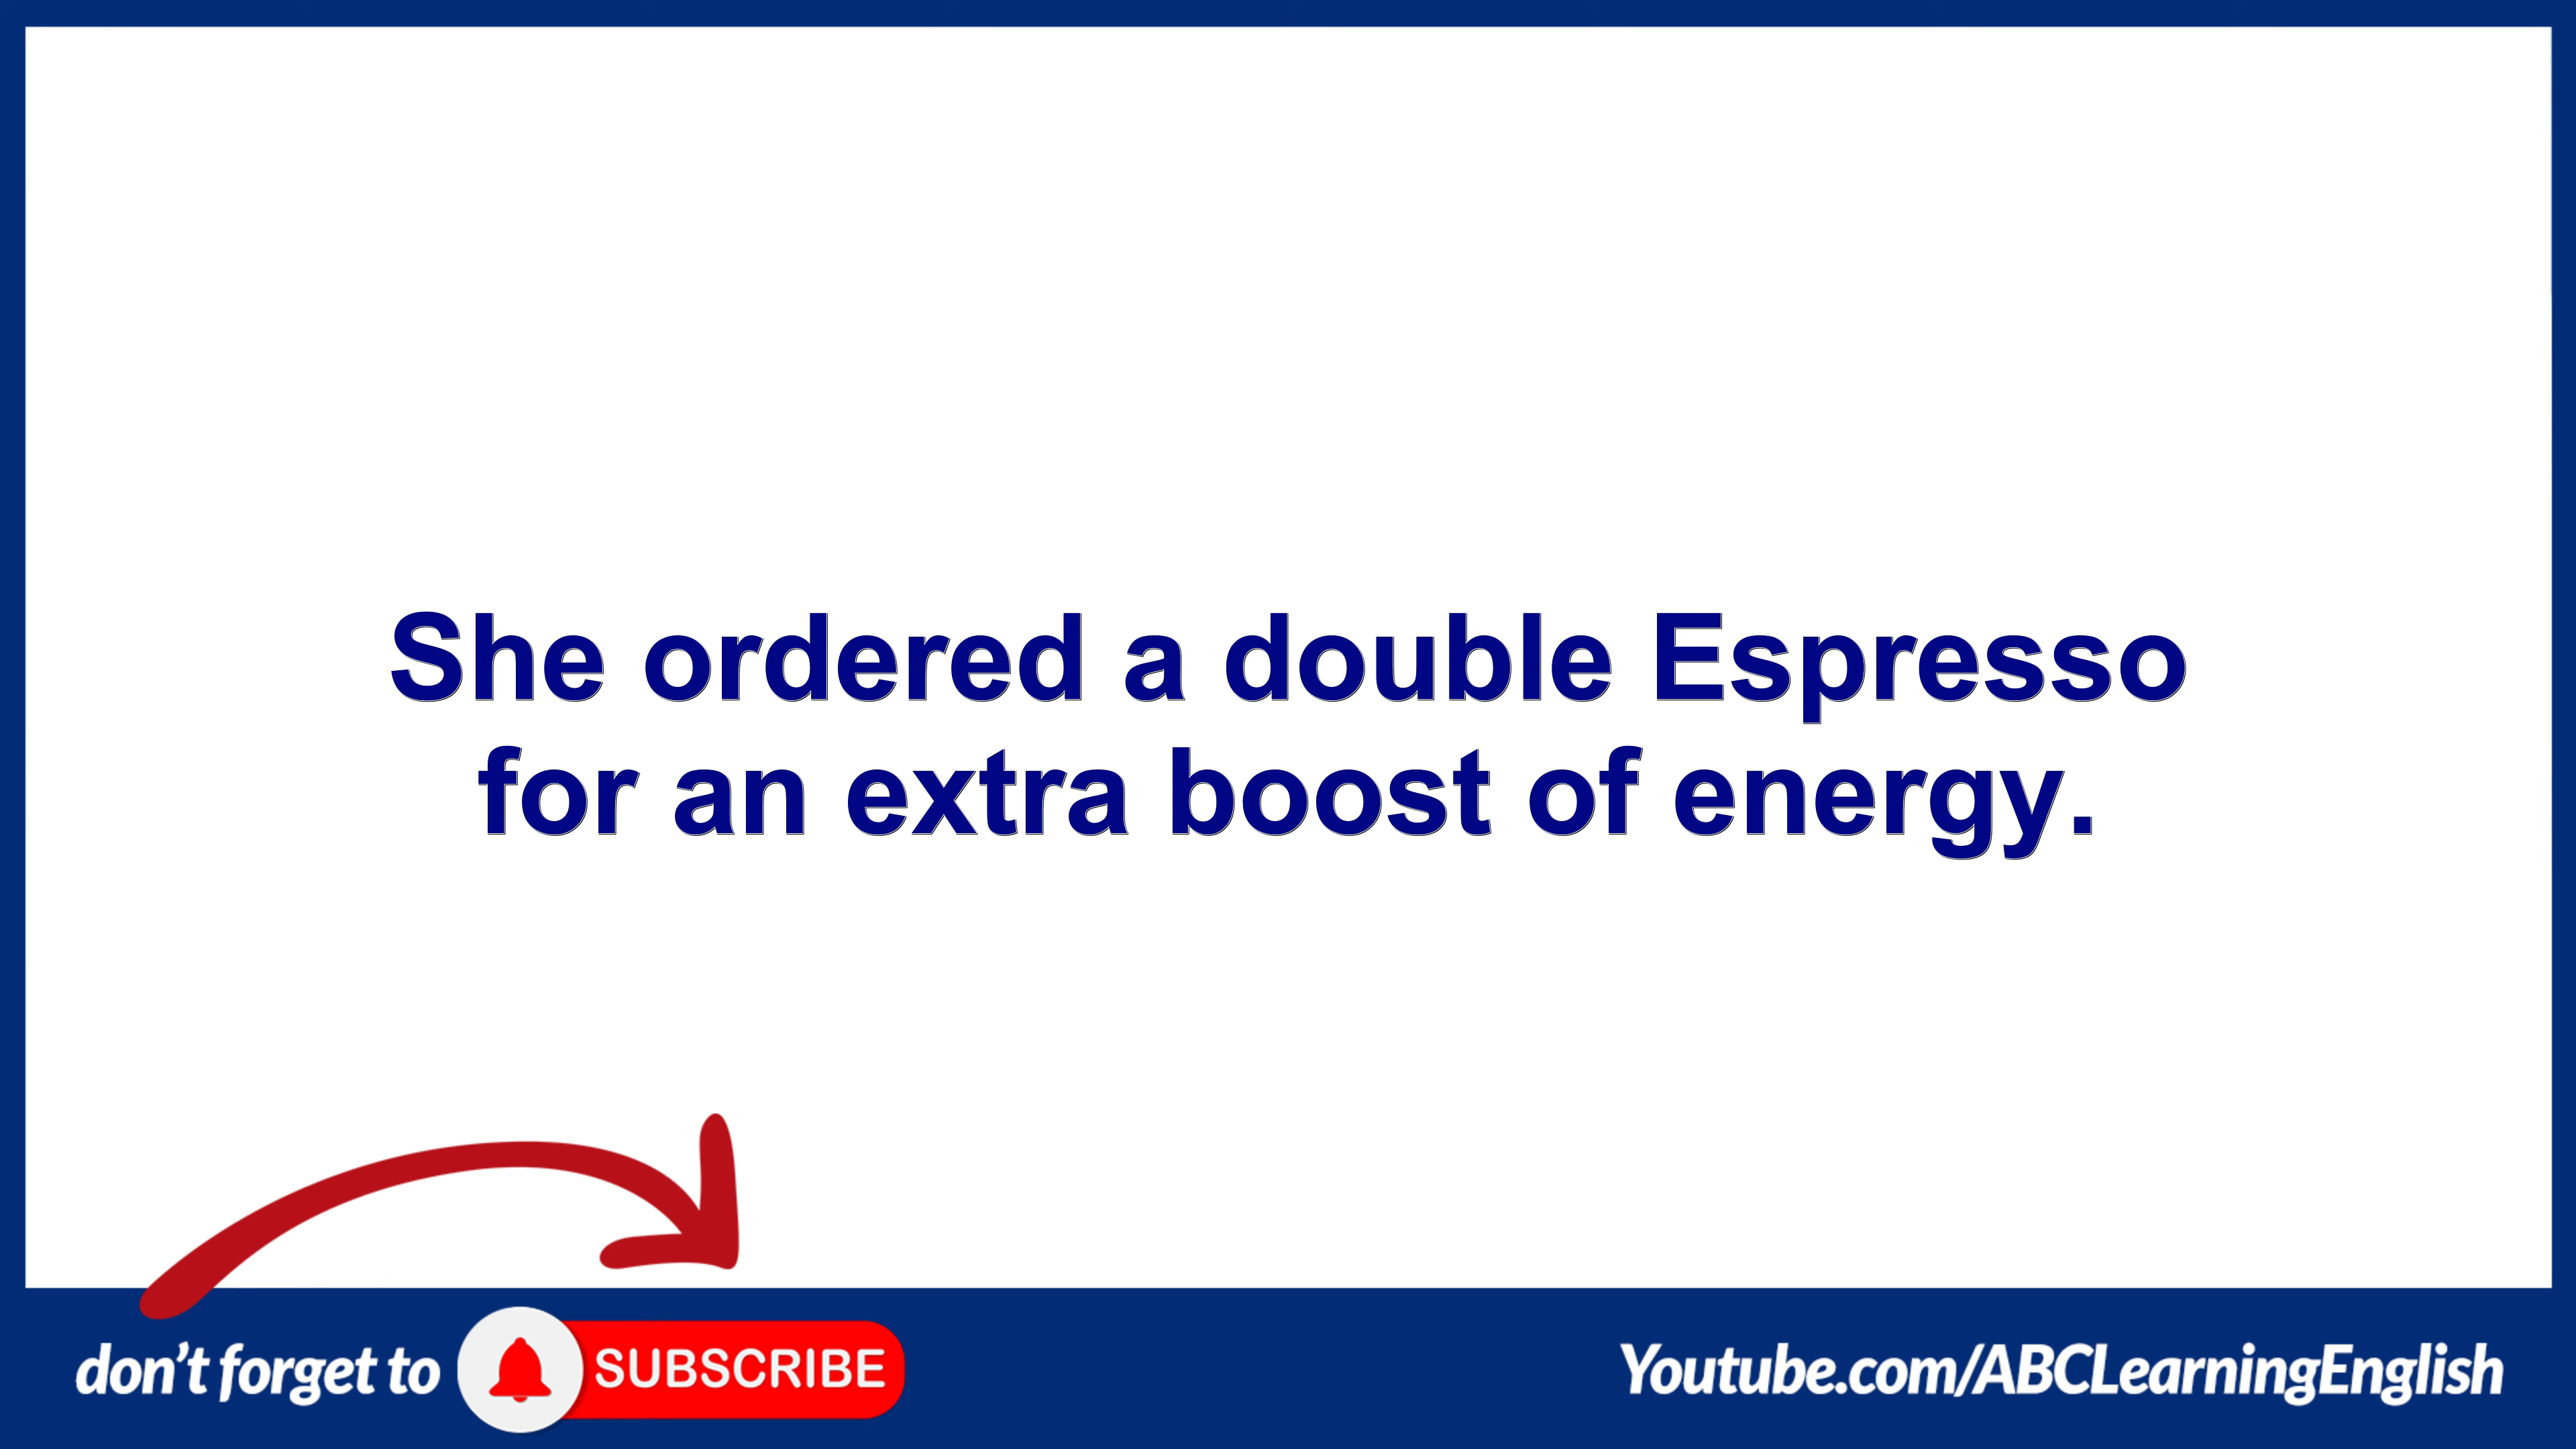 She ordered a double Espresso
for an extra boost of energy.
don't forget to SUBSCRIBE
Youtube.com/ABCLearningEnglish